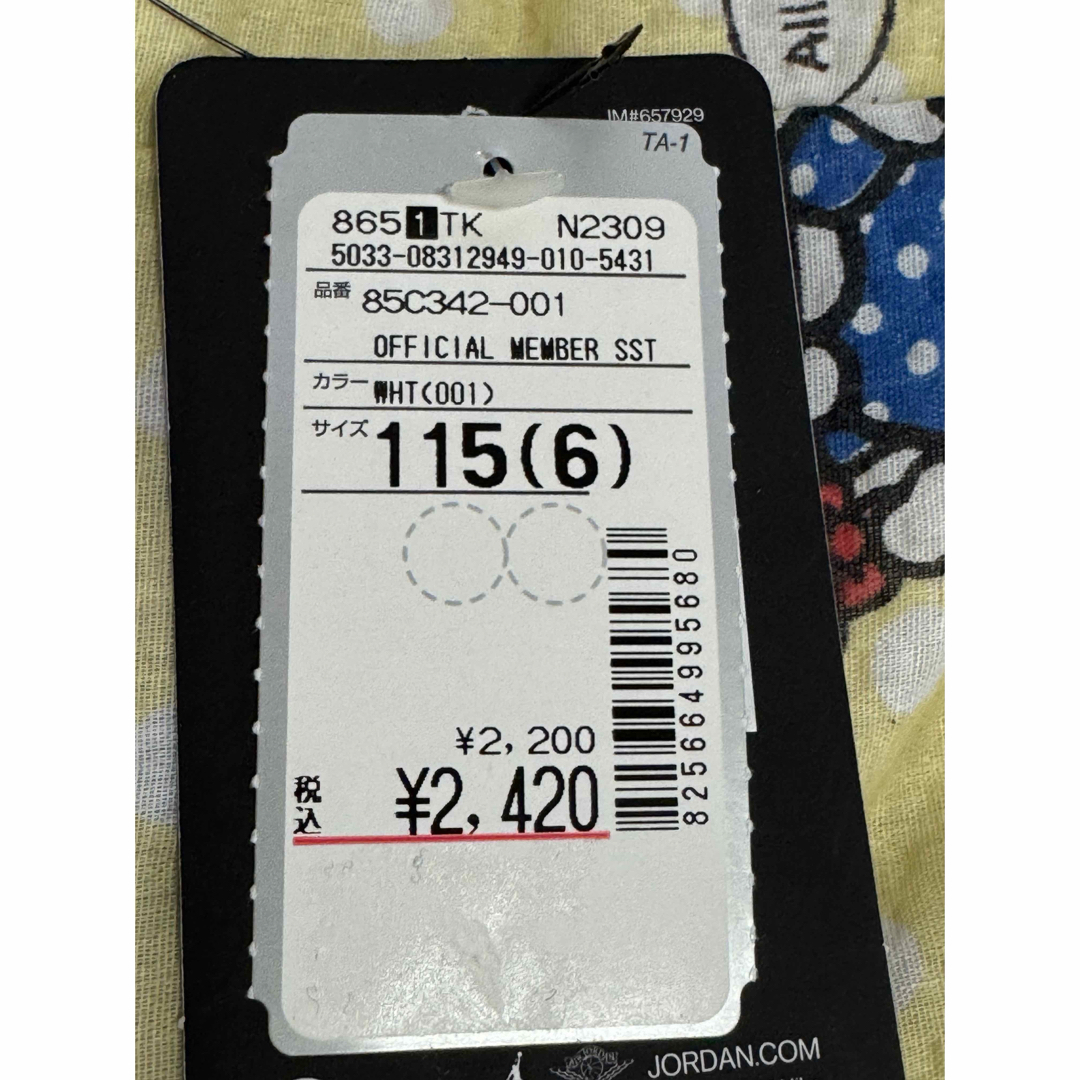 All
IM#657929
TA-1
865 1 TK N2309
5033-08312949-010-5431
品番 85C342-001
OFFICIAL MEMBER SST
カラー WHT(001)
サイズ 115(6)
825664995680
¥2,200
税込 ¥2,420
JORDAN.COM